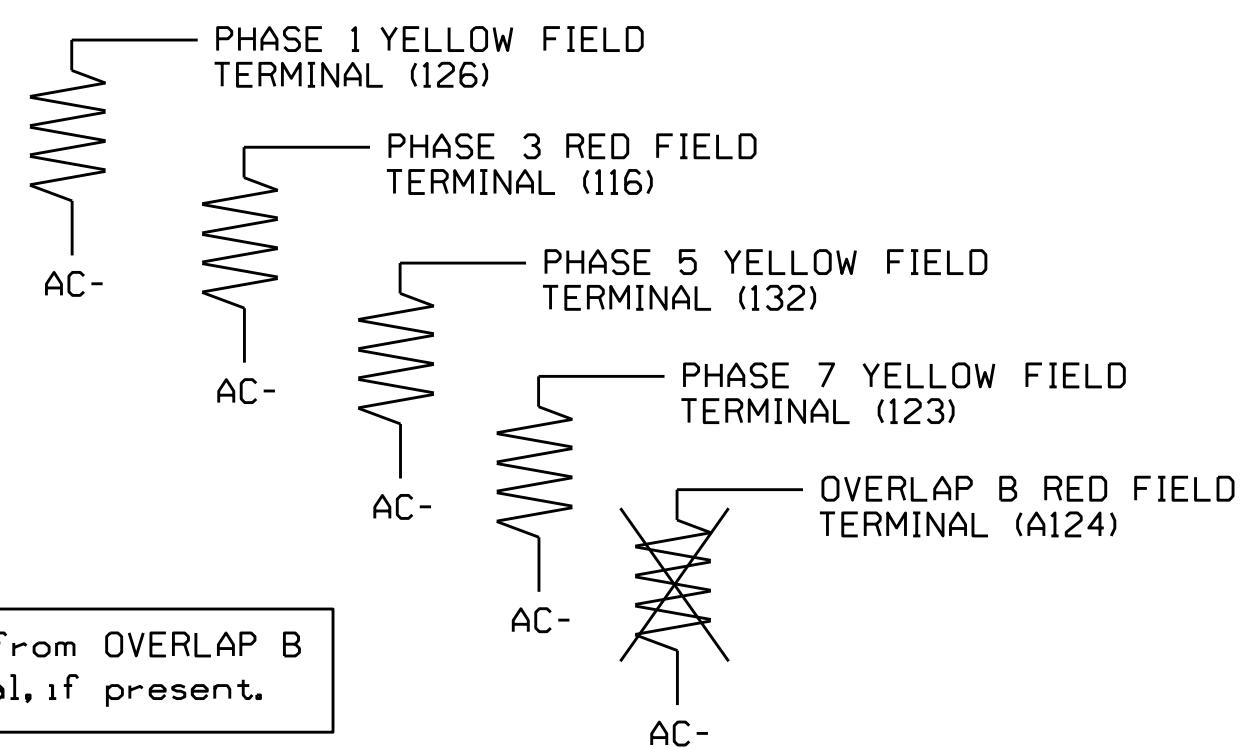 PHASE 1 YELLOW FIELD
TERMINAL (126)
AC-
PHASE 3 RED FIELD
TERMINAL (116)
AC-
PHASE 5 YELLOW FIELD
TERMINAL (132)
AC-
PHASE 7 YELLOW FIELD
TERMINAL (123)
AC-
OVERLAP B RED FIELD
TERMINAL (A124)
AC-
from OVERLAP B
al, if present.